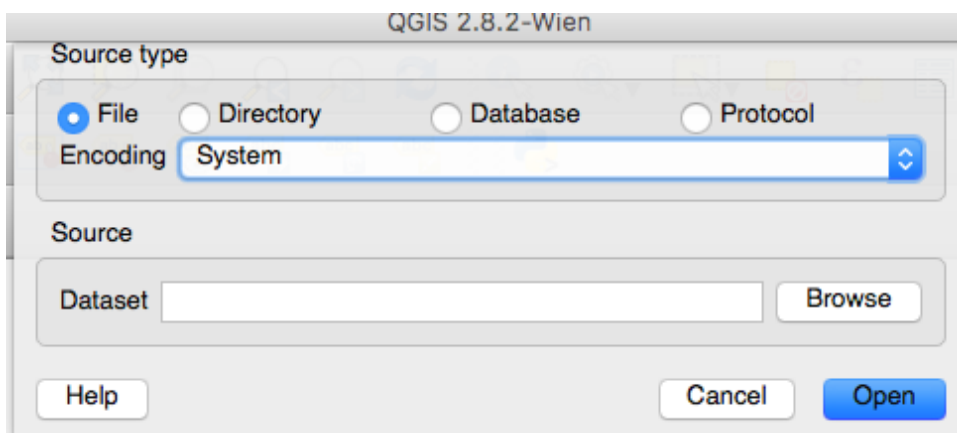 QGIS 2.8.2-Wien
Source type
File Directory Database Protocol
Encoding System
Source
Dataset Browse
Help Cancel Open